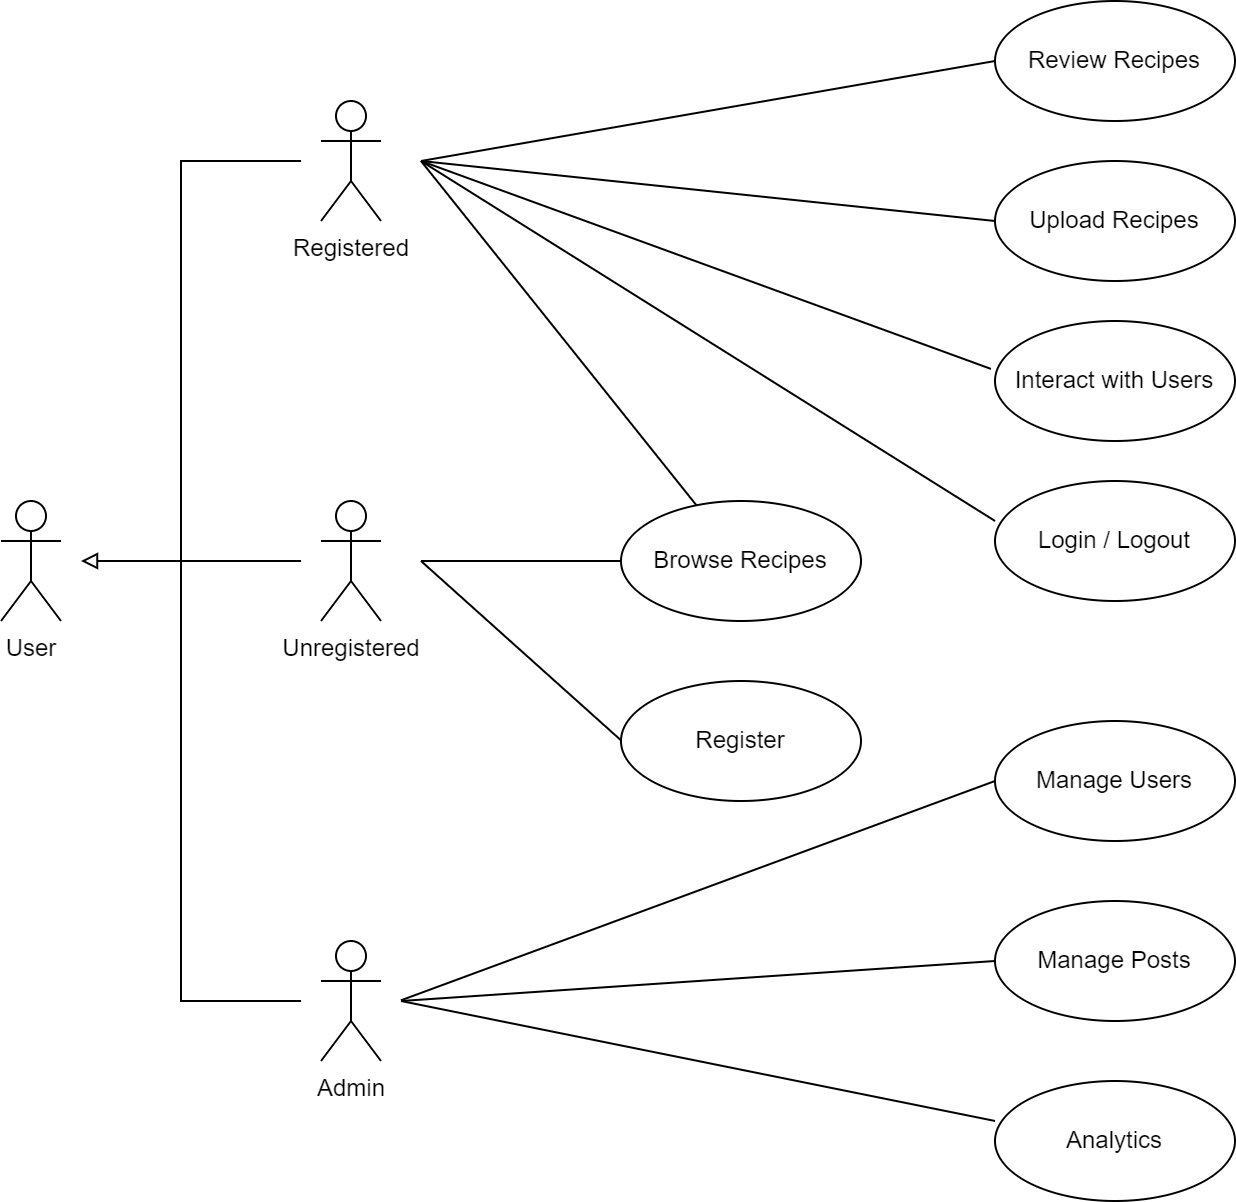 Review Recipes
Upload Recipes
Registered
Interact with Users
Login / Logout
Browse Recipes
User
Unregistered
Register
Manage Users
Manage Posts
Admin
Analytics